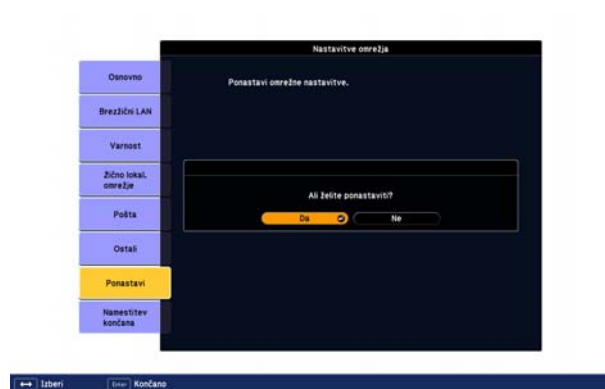 Nastavitve omrežja
Osnovno
Ponastavi omrežne nastavitve.
Brezžični LAN
Varnost
Žično lokal.
omrežje
Ali želite ponastaviti?
Pošta
Da
Ne
Ostali
Ponastavi
Namestitev
končana
Izberi
Enter Končano